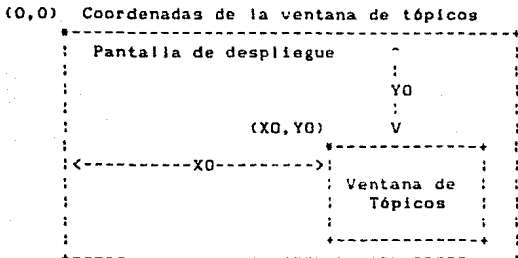 (0,0) Coordenadas de la ventana de tópicos
Pantalla de despliegue
Y0
(X0,Y0) V
<----------X0--------->
Ventana de
Tópicos